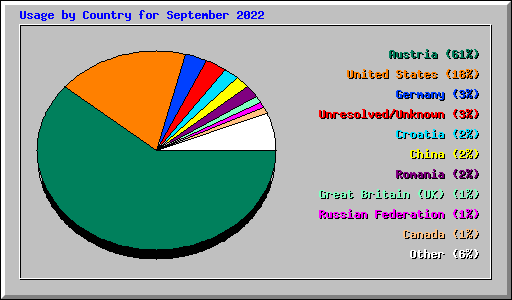 Usage by Country for September 2022
Austria (61%)
United States (18%)
Germany (3%)
Unresolved/Unknown (3%)
Croatia (2%)
China (2%)
Romania (2%)
Great Britain (UK) (1%)
Russian Federation (1%)
Canada (1%)
Other (6%)